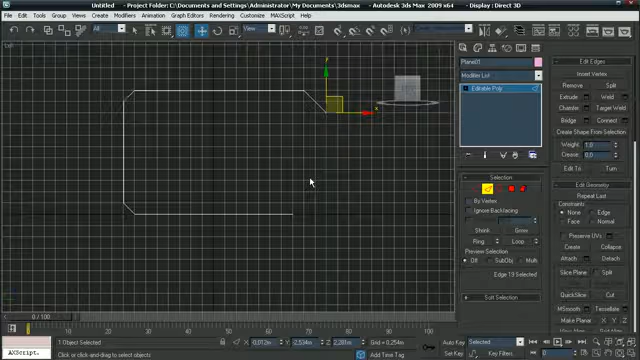 Untitled - Project Folder: C:\Documents and Settings\Administrator\My Documents\3dsmax - Autodesk 3ds Max 2009 x64 - Display : Direct 3D
Edit Tools Group Views Create Modifiers Animation Graph Editors Rendering Customize MAXScript Help
All
View
Left
x
y
Plane01
Modifier List
Editable Poly
Selection
By Vertex
Ignore Backfacing
Shrink Grow
Ring Loop
Preview Selection
Off SubObj Multi
Edge 19 Selected
Soft Selection
Edit Edges
Insert Vertex
Remove Split
Extrude Weld
Chamfer Target Weld
Bridge Connect
Create Shape From Selection
Weight: 1.0
Crease: 0.0
Edit Tri Turn
Edit Geometry
Repeat Last
Constraints
None Edge
Face Normal
Preserve UVs
Create Collapse
Attach Detach
Slice Plane Split
QuickSlice Cut
MSmooth Tessellate
Make Planar X Y Z
0 / 100
0 10 20 30 40 50 60 70 80 90 100
1 Object Selected
X: Y: Z:
Grid = 0,254m
Auto Key Selected
AXScript.
Click or click-and-drag to select objects
Add Time Tag
Set Key Key Filters...